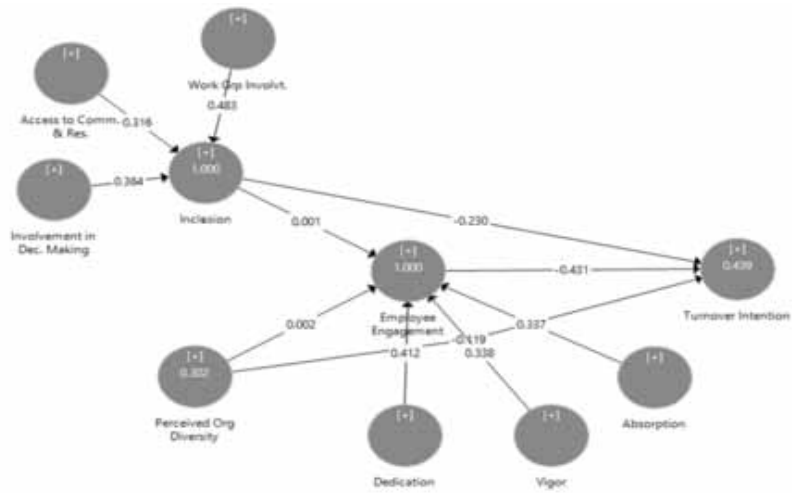 [+]
[+]
Work Grp Involvt.
0.483
Access to Comm.
& Res.
0.316
[+]
[+]
1.000
0.364
Inclusion
Involvement in
Dec. Making
0.001
-0.230
[+]
1.000
-0.431
[+]
0.439
Employee
Engagement
Turnover Intention
0.002
0.337
-0.119
0.412
0.338
[+]
0.302
[+]
Perceived Org
Diversity
Absorption
[+]
[+]
Dedication
Vigor